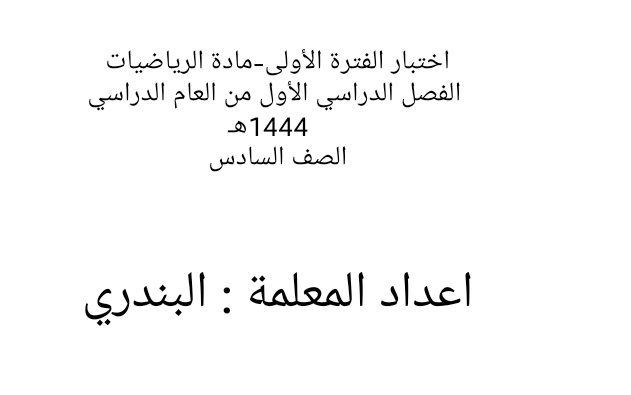 اختبار الفترة الأولى-مادة الرياضيات
الفصل الدراسي الأول من العام الدراسي
1444هـ
الصف السادس
اعداد المعلمة : البندري